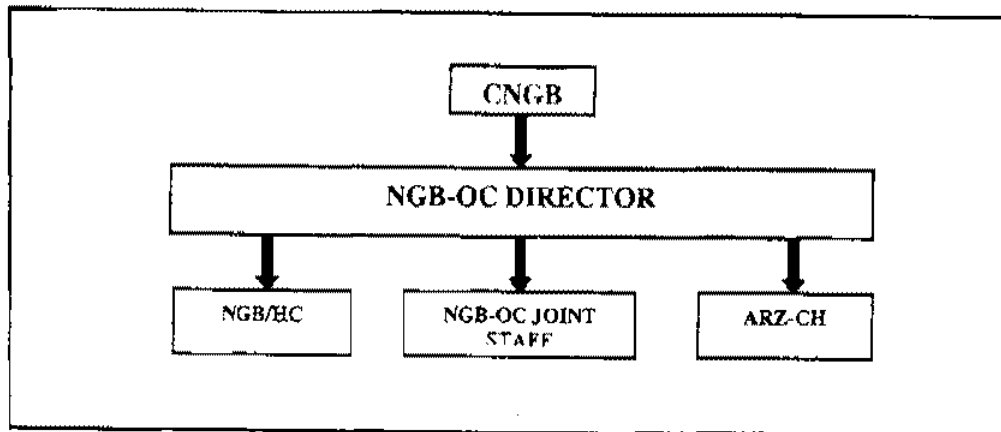 CNGB
NGB-OC DIRECTOR
NGB/HC
NGB-OC JOINT
STAFF
ARZ-CH